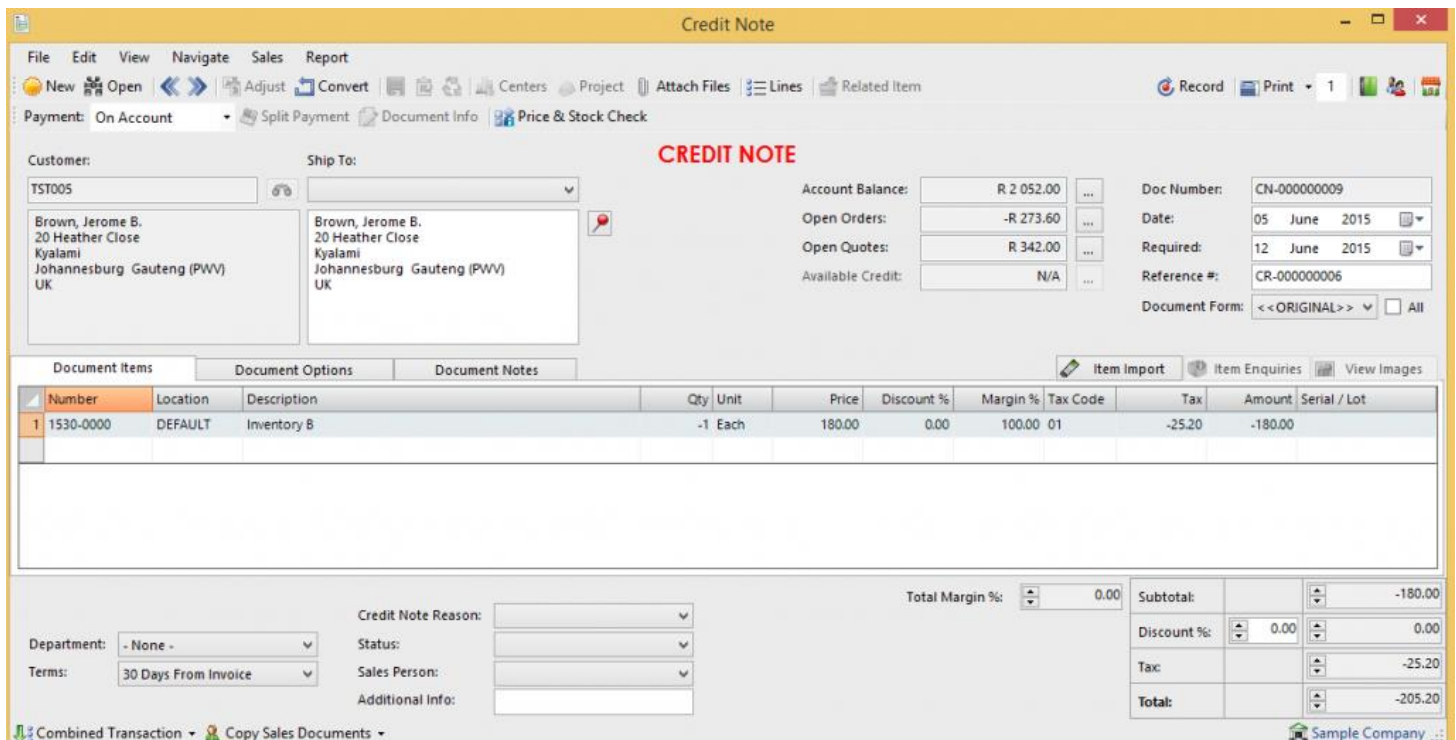 Credit Note
File Edit View Navigate Sales Report
New Open Adjust Convert Centers Project Attach Files Lines Related Item Record Print 1
Payment: On Account Split Payment Document Info Price & Stock Check
CREDIT NOTE
Customer: Ship To:
TST005
Brown, Jerome B.
20 Heather Close
Kyalami
Johannesburg Gauteng (PWV)
UK
Brown, Jerome B.
20 Heather Close
Kyalami
Johannesburg Gauteng (PWV)
UK
Account Balance: R 2 052.00 ...
Open Orders: -R 273.60 ...
Open Quotes: R 342.00 ...
Available Credit: N/A ...
Doc Number: CN-000000009
Date: 05 June 2015
Required: 12 June 2015
Reference #: CR-000000006
Document Form: <<ORIGINAL>> All
Document Items Document Options Document Notes Item Import Item Enquiries View Images
Number Location Description Qty Unit Price Discount % Margin % Tax Code Tax Amount Serial / Lot
1 1530-0000 DEFAULT Inventory B -1 Each 180.00 0.00 100.00 01 -25.20 -180.00
Total Margin %: 0.00
Credit Note Reason:
Department: - None - Status:
Terms: 30 Days From Invoice Sales Person:
Additional Info:
Subtotal: -180.00
Discount %: 0.00 0.00
Tax: -25.20
Total: -205.20
Combined Transaction Copy Sales Documents Sample Company